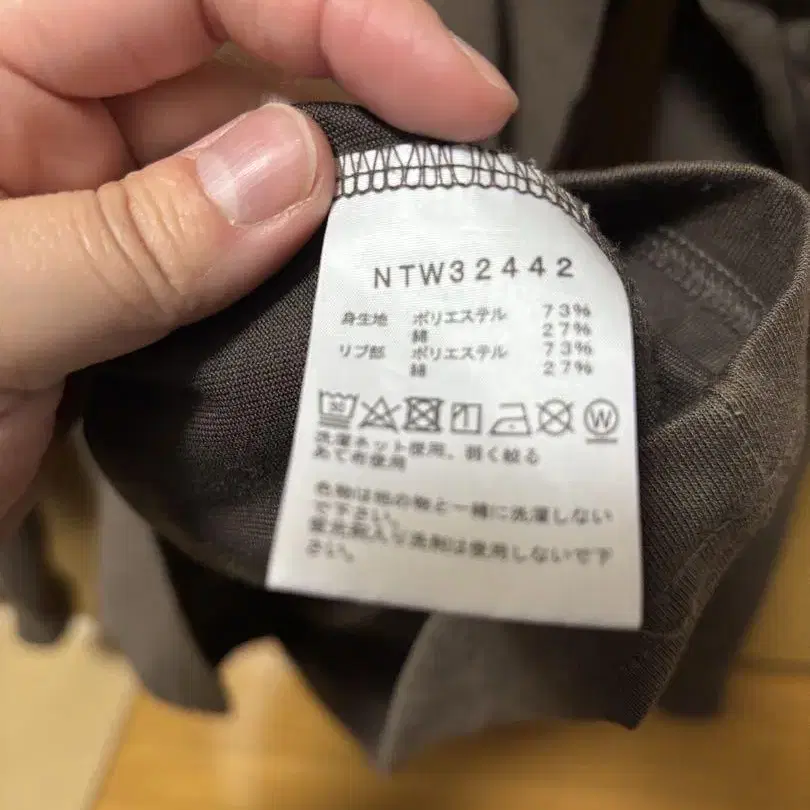 NTW32442
身生地 ポリエステル 73%
綿 27%
リブ部 ポリエステル 73%
綿 27%
洗濯ネット使用、弱く絞る
あて布使用
色物は他の物と一緒に洗濯しない
で下さい。
蛍光剤入り洗剤は使用しないで下
さい。